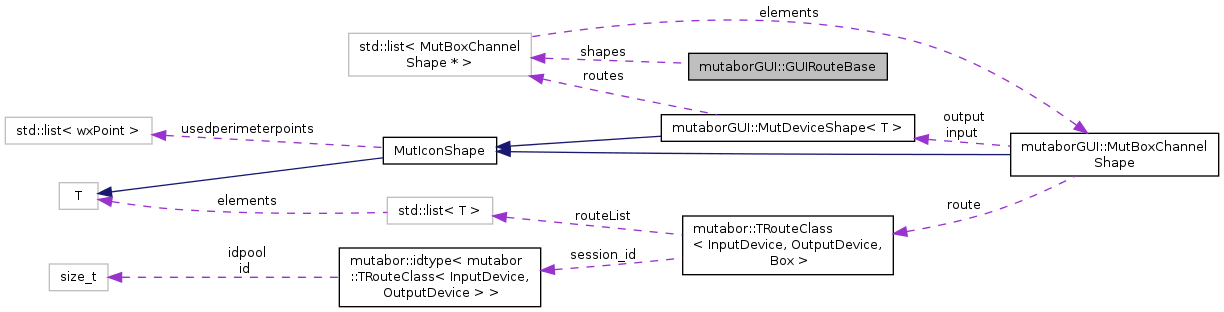 elements
std::list< MutBoxChannel
Shape * >
shapes
mutaborGUI::GUIRouteBase
routes
std::list< wxPoint >
usedperimeterpoints
MutIconShape
mutaborGUI::MutDeviceShape< T >
output
input
mutaborGUI::MutBoxChannel
Shape
T
elements
std::list< T >
routeList
mutabor::TRouteClass
< InputDevice, OutputDevice,
Box >
route
size_t
idpool
id
mutabor::idtype< mutabor
::TRouteClass< InputDevice,
OutputDevice > >
session_id